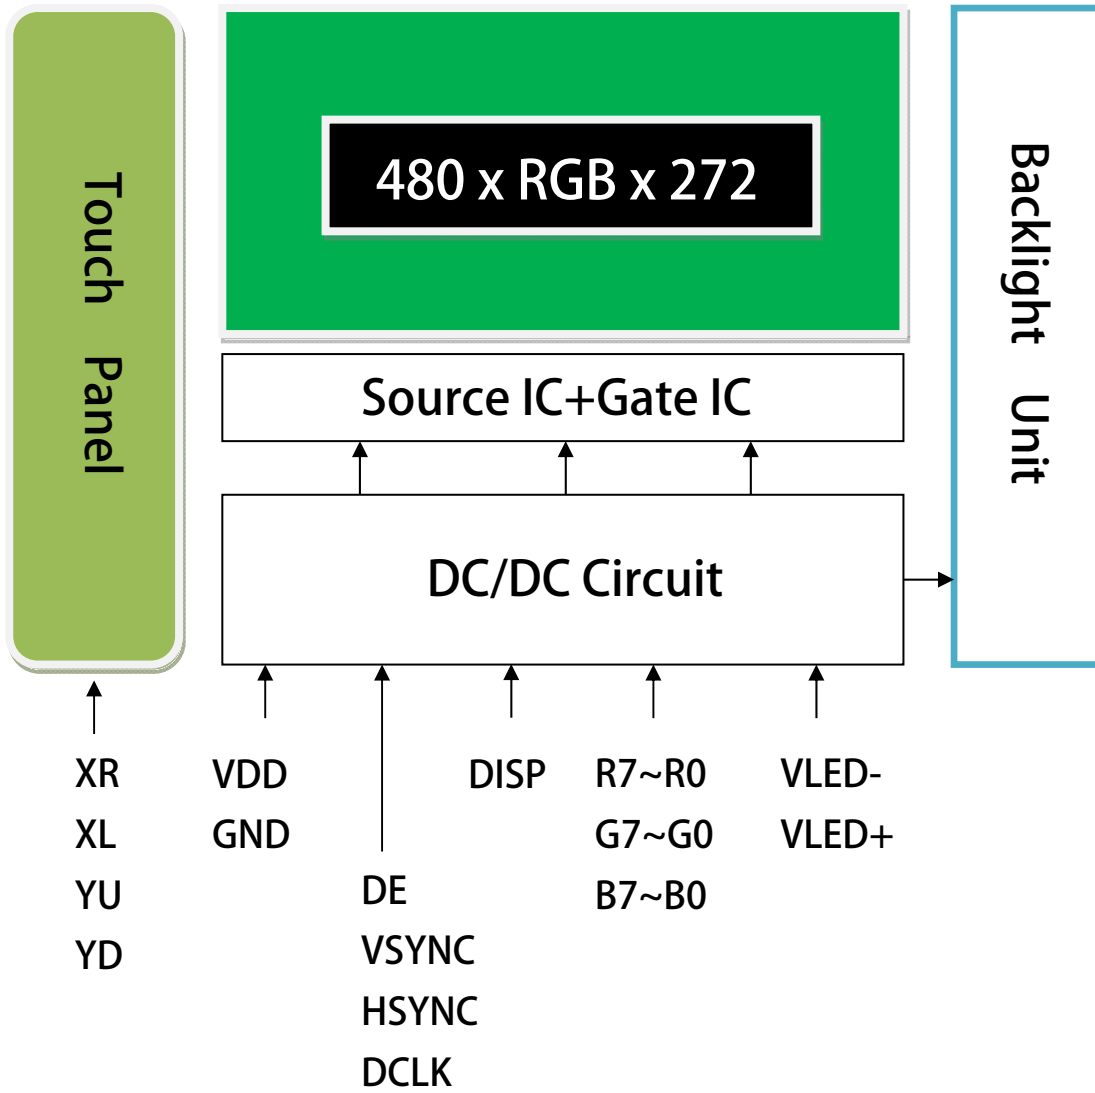 Touch Panel
480 x RGB x 272
Backlight Unit
Source IC+Gate IC
DC/DC Circuit
XR
XL
YU
YD
VDD
GND
DE
VSYNC
HSYNC
DCLK
DISP
R7~R0
G7~G0
B7~B0
VLED-
VLED+